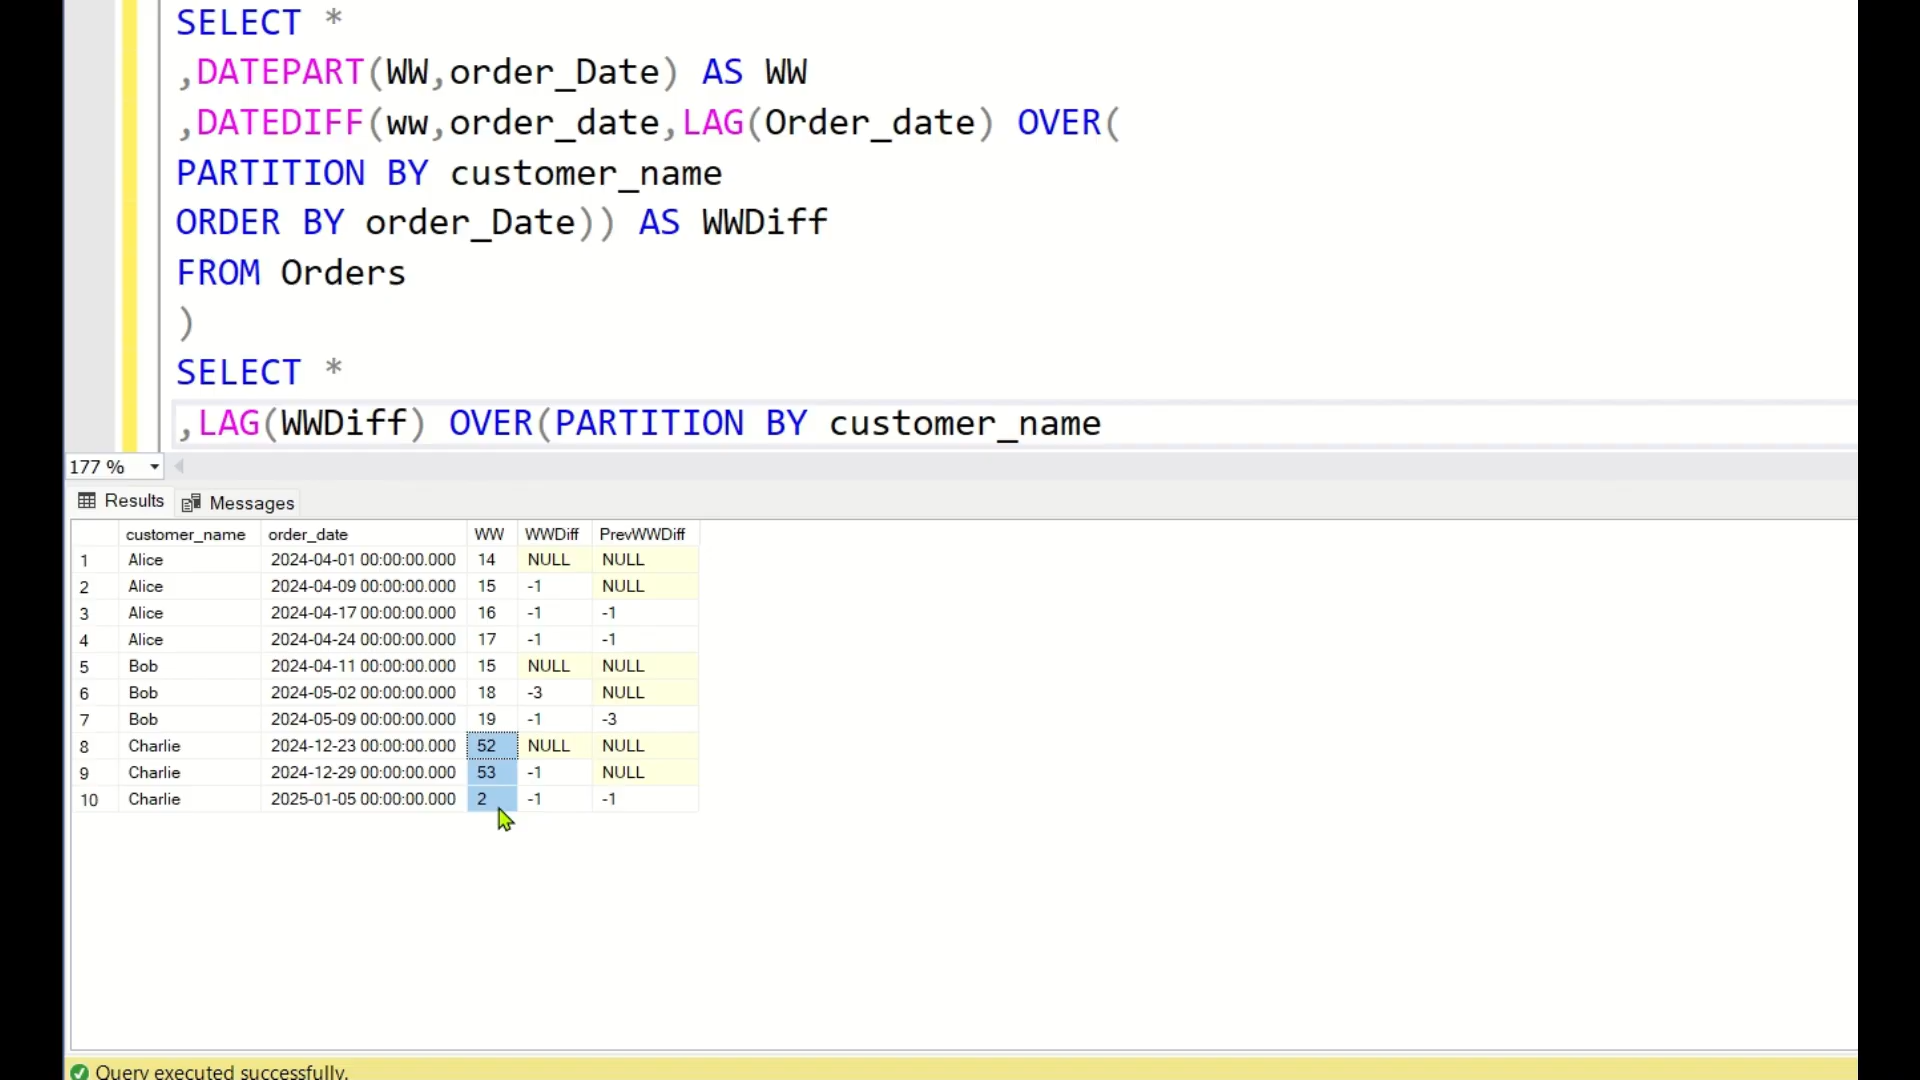 SELECT *
,DATEPART(WW,order_Date) AS WW
,DATEDIFF(ww,order_date,LAG(Order_date) OVER(
PARTITION BY customer_name
ORDER BY order_Date)) AS WWDiff
FROM Orders
)
SELECT *
,LAG(WWDiff) OVER(PARTITION BY customer_name
177 %
Results Messages
customer_name order_date WW WWDiff PrevWWDiff
1 Alice 2024-04-01 00:00:00.000 14 NULL NULL
2 Alice 2024-04-09 00:00:00.000 15 -1 NULL
3 Alice 2024-04-17 00:00:00.000 16 -1 -1
4 Alice 2024-04-24 00:00:00.000 17 -1 -1
5 Bob 2024-04-11 00:00:00.000 15 NULL NULL
6 Bob 2024-05-02 00:00:00.000 18 -3 NULL
7 Bob 2024-05-09 00:00:00.000 19 -1 -3
8 Charlie 2024-12-23 00:00:00.000 52 NULL NULL
9 Charlie 2024-12-29 00:00:00.000 53 -1 NULL
10 Charlie 2025-01-05 00:00:00.000 2 -1 -1
Query executed successfully.